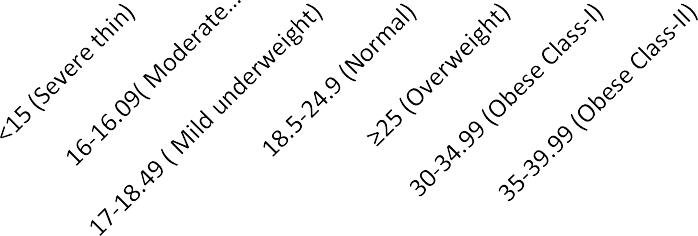 <15 (Severe thin)
16-16.09( Moderate...
17-18.49 ( Mild underweight)
18.5-24.9 (Normal)
≥25 (Overweight)
30-34.99 (Obese Class-I)
35-39.99 (Obese Class-II)